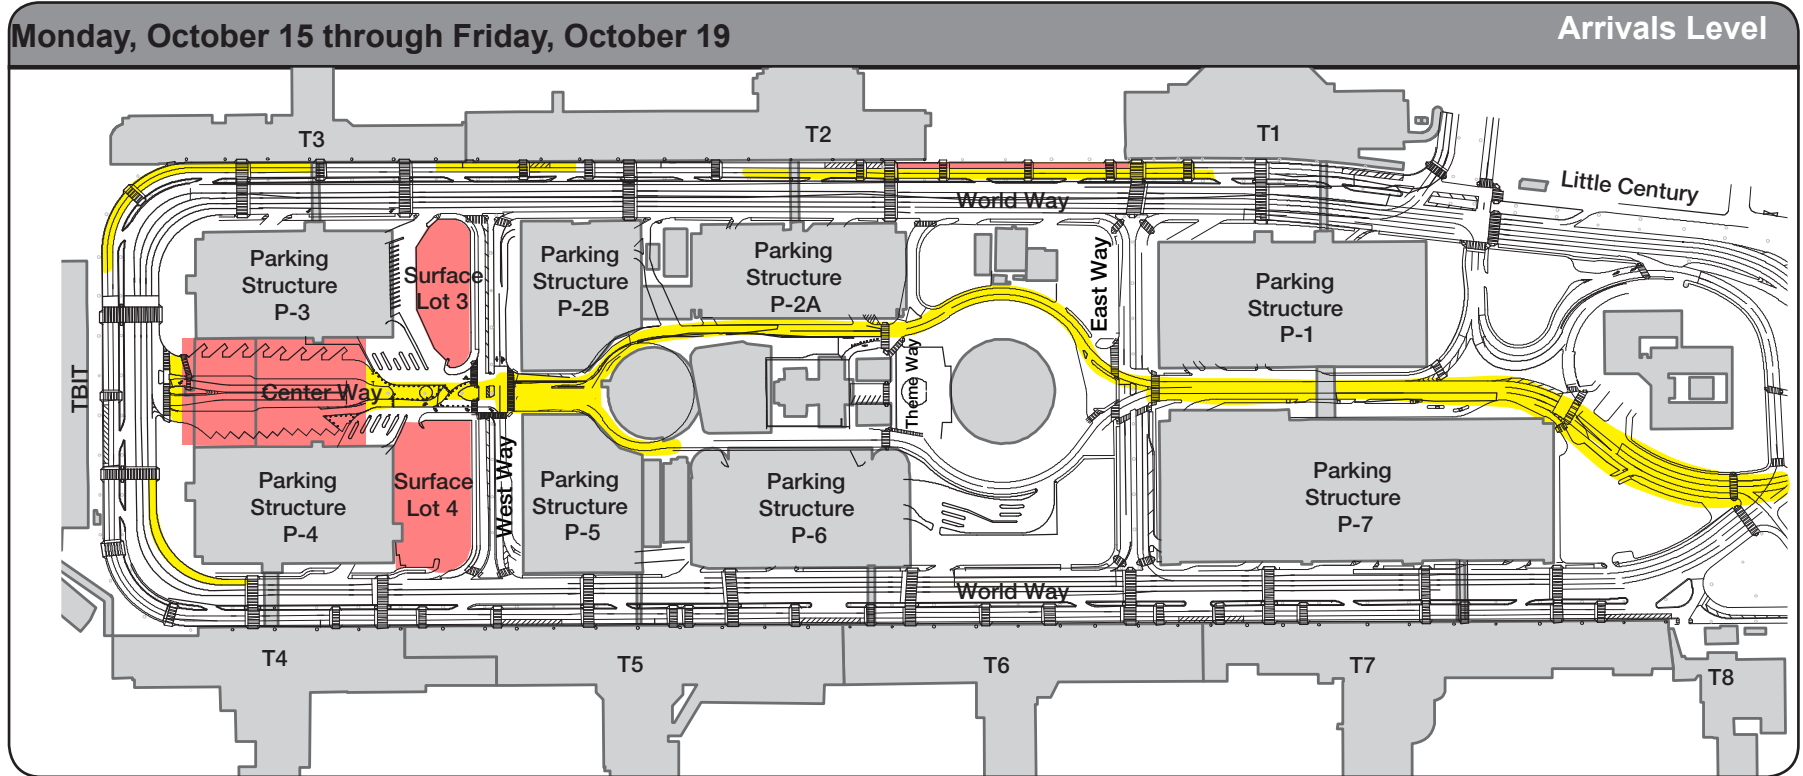 Monday, October 15 through Friday, October 19
Arrivals Level
T3
T2
T1
Little Century
World Way
Parking
Structure
P-3
Surface
Lot 3
Parking
Structure
P-2B
Parking
Structure
P-2A
East Way
Parking
Structure
P-1
TBIT
Center Way
Theme Way
Parking
Structure
P-4
Surface
Lot 4
West Way
Parking
Structure
P-5
Parking
Structure
P-6
Parking
Structure
P-7
World Way
T4
T5
T6
T7
T8